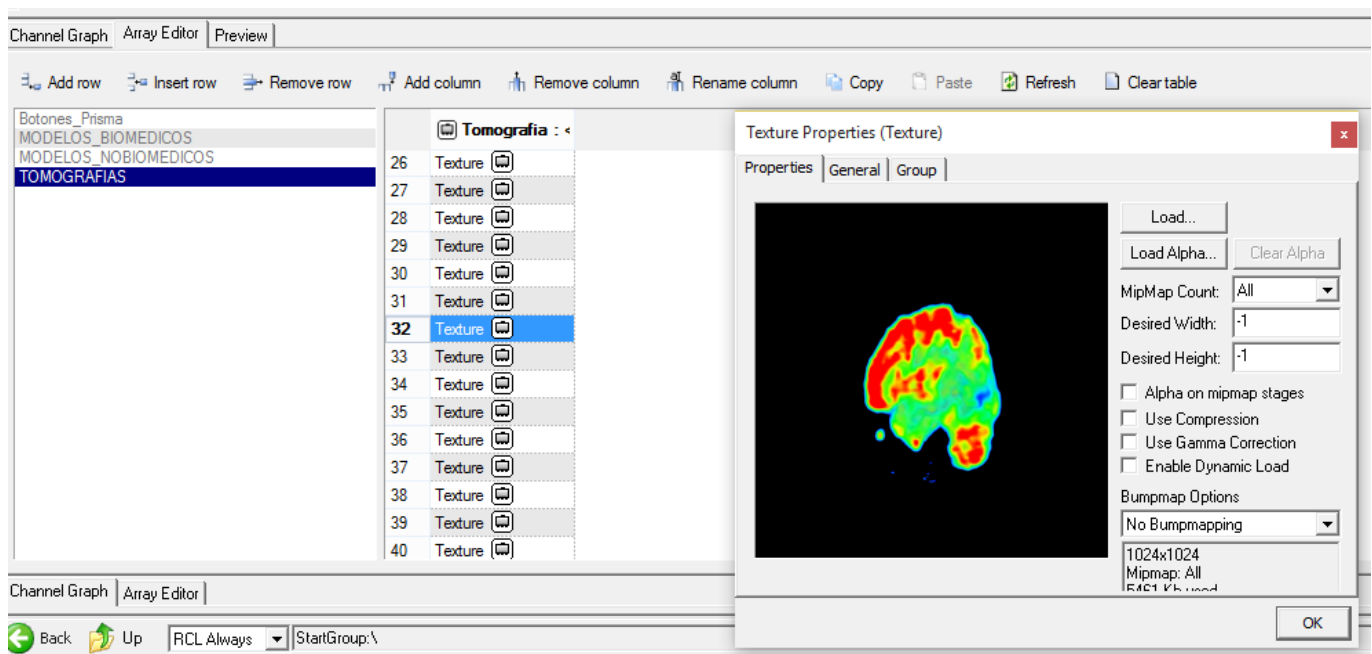 Channel Graph Array Editor Preview
Add row Insert row Remove row Add column Remove column Rename column Copy Paste Refresh Clear table
Botones_Prisma
MODELOS_BIOMEDICOS
MODELOS_NOBIOMEDICOS
TOMOGRAFIAS
Tomografia : <
26 Texture
27 Texture
28 Texture
29 Texture
30 Texture
31 Texture
32 Texture
33 Texture
34 Texture
35 Texture
36 Texture
37 Texture
38 Texture
39 Texture
40 Texture
Texture Properties (Texture)
x
Properties General Group
Load...
Load Alpha... Clear Alpha
MipMap Count: All
Desired Width: -1
Desired Height: -1
Alpha on mipmap stages
Use Compression
Use Gamma Correction
Enable Dynamic Load
Bumpmap Options
No Bumpmapping
1024x1024
Mipmap: All
5461 Kb used
OK
Channel Graph Array Editor
Back Up RCL Always StartGroup:\